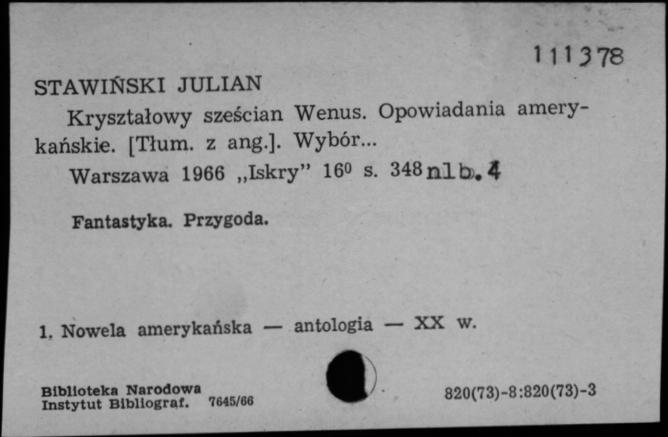 111378
STAWIŃSKI JULIAN
Kryształowy sześcian Wenus. Opowiadania amery-
kańskie. [Tłum. z ang.]. Wybór...
Warszawa 1966 „Iskry” 16⁰ s. 348 nlb. 4
Fantastyka. Przygoda.
1. Nowela amerykańska — antologia — XX w.
Biblioteka Narodowa
Instytut Bibliograf. 7645/66
820(73)-8:820(73)-3